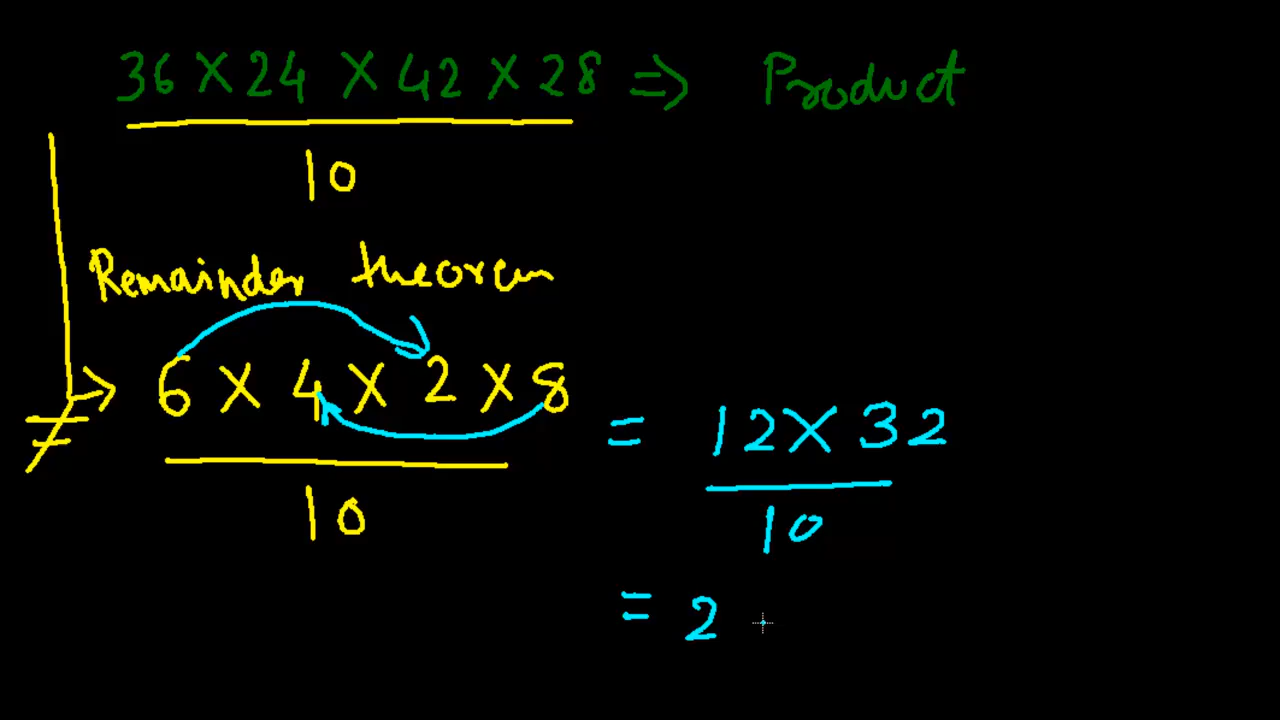 36 X 24 X 42 X 28 => Product
10
Remainder theorem
=> 6 X 4 X 2 X 8
10
= 12 X 32
10
= 2